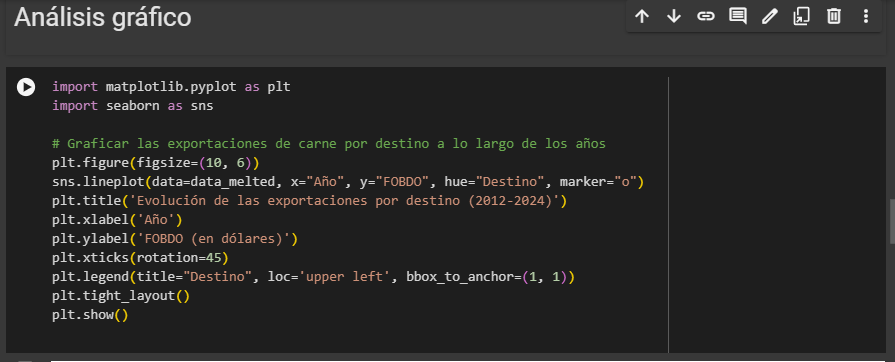 Análisis gráfico
import matplotlib.pyplot as plt
import seaborn as sns
# Graficar las exportaciones de carne por destino a lo largo de los años
plt.figure(figsize=(10, 6))
sns.lineplot(data=data_melted, x="Año", y="FOBDO", hue="Destino", marker="o")
plt.title('Evolución de las exportaciones por destino (2012-2024)')
plt.xlabel('Año')
plt.ylabel('FOBDO (en dólares)')
plt.xticks(rotation=45)
plt.legend(title="Destino", loc='upper left', bbox_to_anchor=(1, 1))
plt.tight_layout()
plt.show()